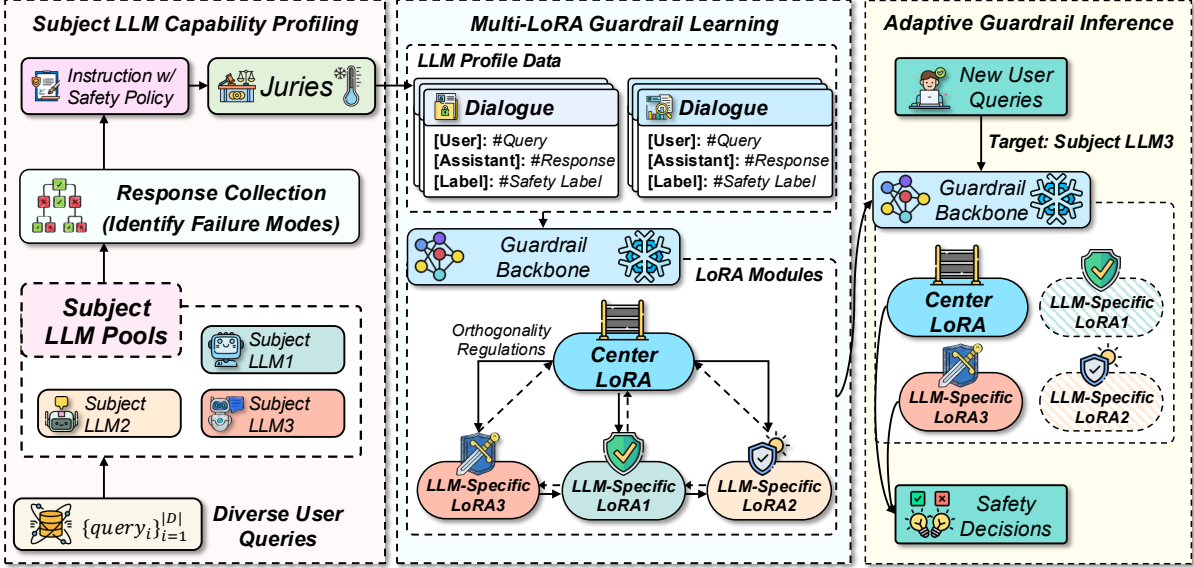 Subject LLM Capability Profiling
Instruction w/
Safety Policy
Juries
Response Collection
(Identify Failure Modes)
Subject
LLM Pools
Subject
LLM1
Subject
LLM2
Subject
LLM3
{query_i}_{i=1}^{|D|}
Diverse User
Queries
Multi-LoRA Guardrail Learning
LLM Profile Data
Dialogue
[User]: #Query
[Assistant]: #Response
[Label]: #Safety Label
Dialogue
[User]: #Query
[Assistant]: #Response
[Label]: #Safety Label
Guardrail
Backbone
LoRA Modules
Orthogonality
Regulations
Center
LoRA
LLM-Specific
LoRA3
LLM-Specific
LoRA1
LLM-Specific
LoRA2
Adaptive Guardrail Inference
New User
Queries
Target: Subject LLM3
Guardrail
Backbone
Center
LoRA
LLM-Specific
LoRA1
LLM-Specific
LoRA3
LLM-Specific
LoRA2
Safety
Decisions